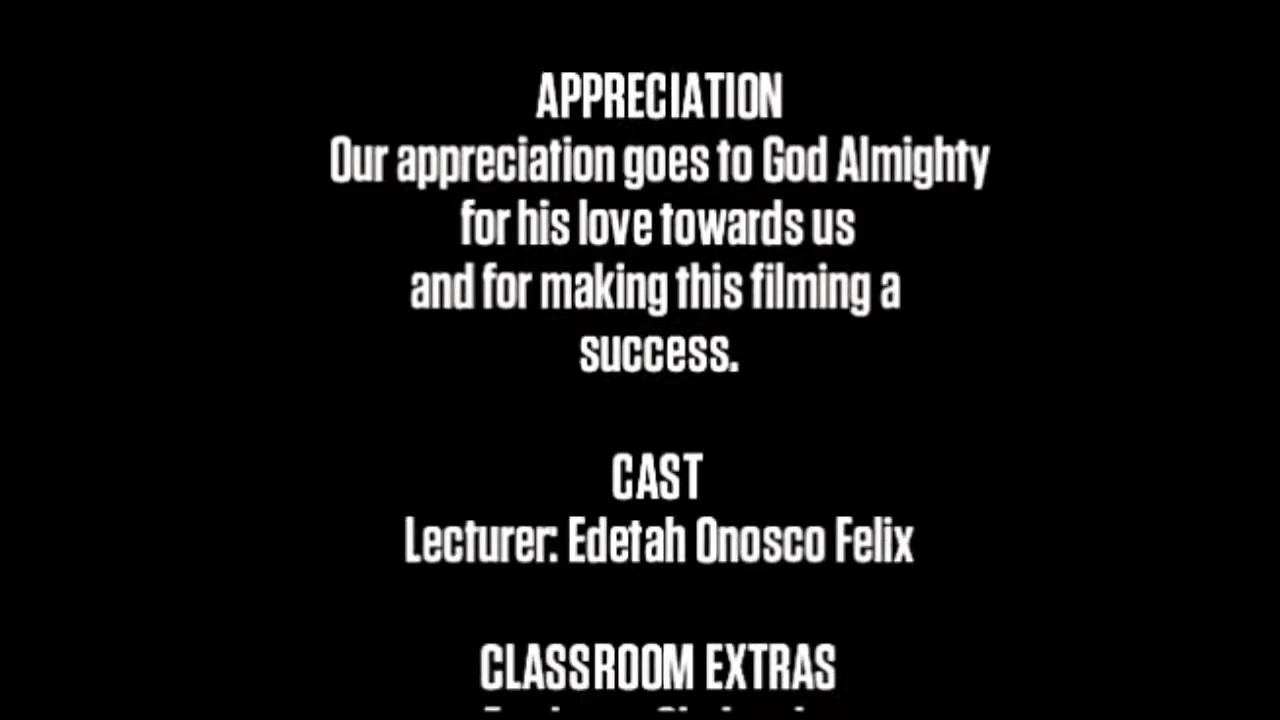 APPRECIATION
Our appreciation goes to God Almighty
for his love towards us
and for making this filming a
success.
CAST
Lecturer: Edetah Onosco Felix
CLASSROOM EXTRAS